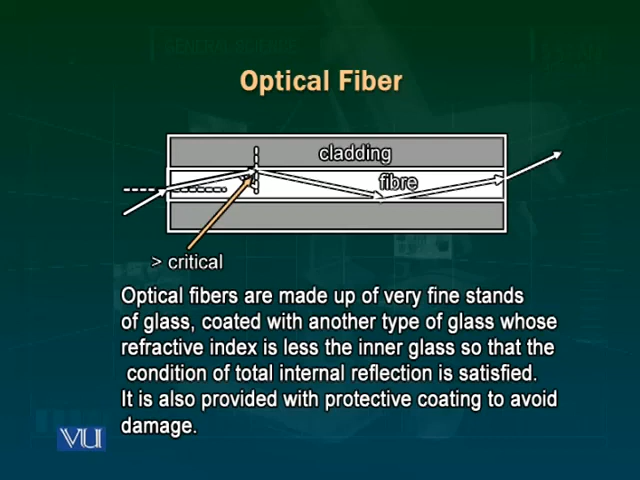 GENERAL SCIENCE
Optical Fiber
cladding
fibre
> critical
Optical fibers are made up of very fine stands
of glass, coated with another type of glass whose
refractive index is less the inner glass so that the
condition of total internal reflection is satisfied.
It is also provided with protective coating to avoid
damage.
VU